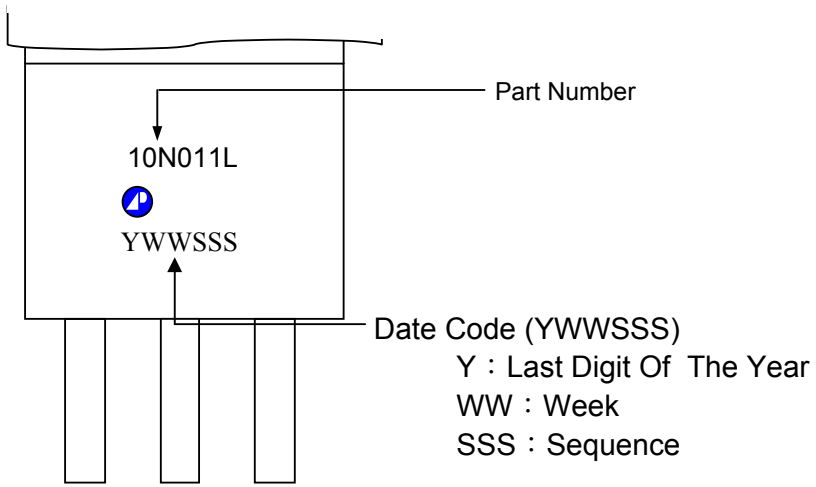 Part Number
10N011L
YWWSSS
Date Code (YWWSSS)
Y：Last Digit Of The Year
WW：Week
SSS：Sequence